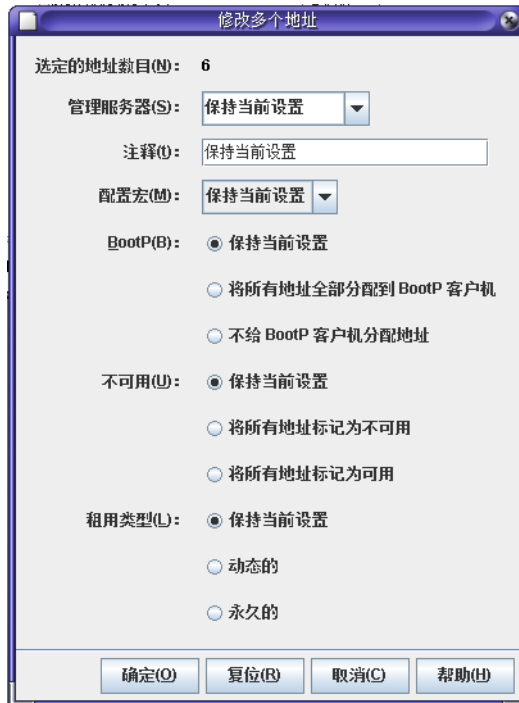 修改多个地址
选定的地址数目(N)： 6
管理服务器(S)： 保持当前设置
注释(t)： 保持当前设置
配置宏(M)： 保持当前设置
BootP(B)： 保持当前设置
将所有地址全部分配到 BootP 客户机
不给 BootP 客户机分配地址
不可用(U)： 保持当前设置
将所有地址标记为不可用
将所有地址标记为可用
租用类型(L)： 保持当前设置
动态的
永久的
确定(O) 复位(R) 取消(C) 帮助(H)